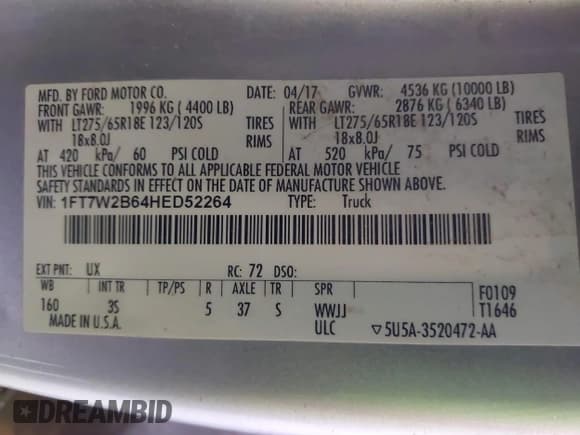 MFD. BY FORD MOTOR CO. DATE: 04/17 GVWR: 4536 KG (10000 LB)
FRONT GAWR: 1996 KG ( 4400 LB) REAR GAWR: 2876 KG ( 6340 LB)
WITH LT275/65R18E 123/120S TIRES WITH LT275/65R18E 123/120S TIRES
18x8.0J RIMS 18x8.0J RIMS
AT 420 kPa/ 60 PSI COLD AT 520 kPa/ 75 PSI COLD
THIS VEHICLE CONFORMS TO ALL APPLICABLE FEDERAL MOTOR VEHICLE
SAFETY STANDARDS IN EFFECT ON THE DATE OF MANUFACTURE SHOWN ABOVE.
VIN: 1FT7W2B64HED52264 TYPE: Truck
EXT PNT: UX RC: 72 DSO:
WB INT TR TP/PS R AXLE TR SPR F0109
160 3S 5 37 S WWJJ T1646
MADE IN U.S.A. ULC ▽5U5A-3520472-AA
DREAMBID